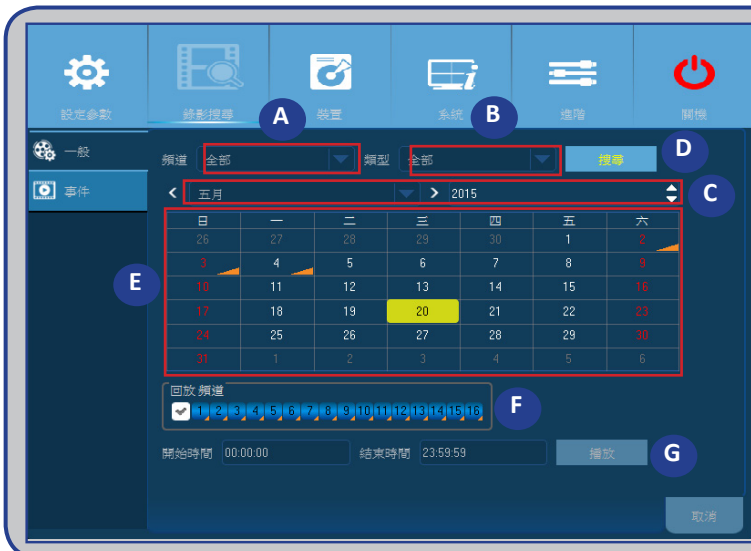 設定參數 錄影搜尋 裝置 系統 進階 關機
A B
一般
頻道 全部 類型 全部 搜尋 D
事件
< 五月 > 2015 C
日 一 二 三 四 五 六
26 27 28 29 30 1 2
3 4 5 6 7 8 9
E
10 11 12 13 14 15 16
17 18 19 20 21 22 23
24 25 26 27 28 29 30
31 1 2 3 4 5 6
回放 頻道
1 2 3 4 5 6 7 8 9 10 11 12 13 14 15 16 F
開始時間 00:00:00 結束時間 23:59:59 播放 G
取消